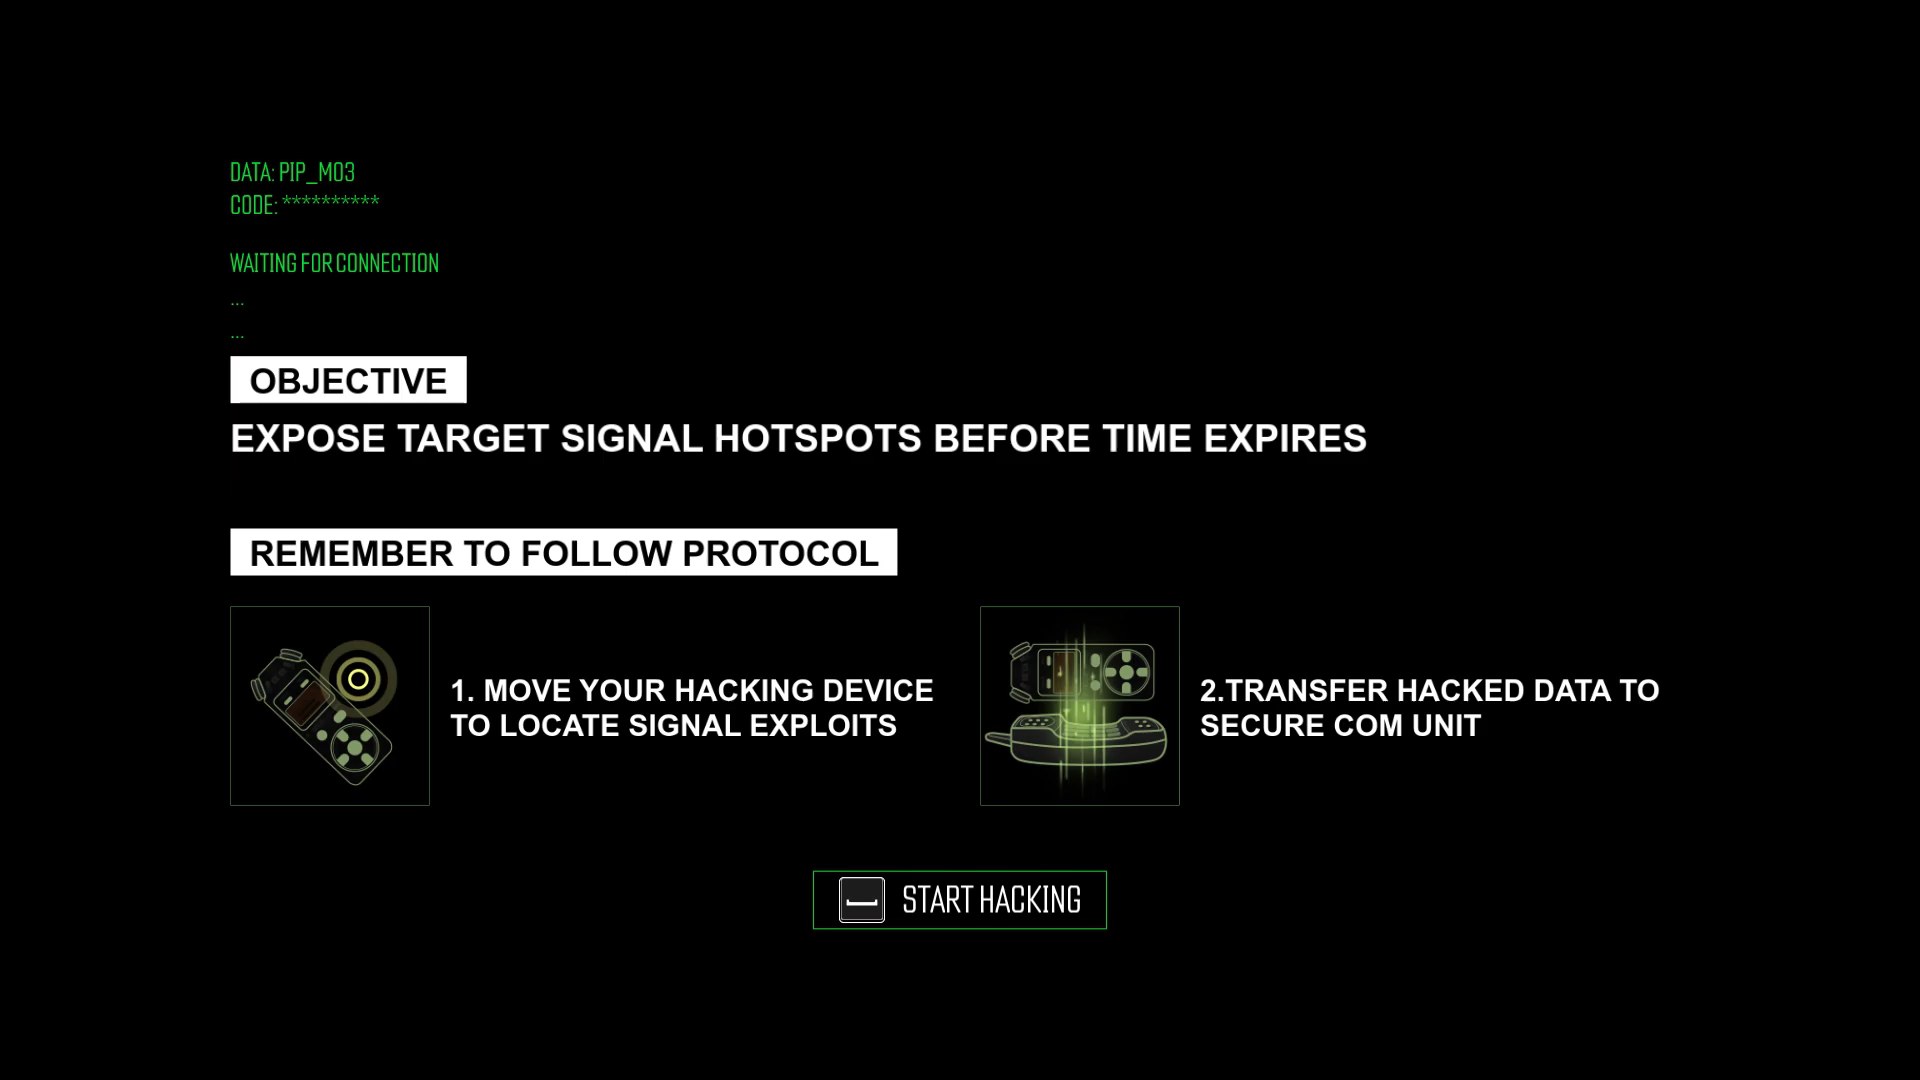 DATA: PIP_M03
CODE: **********
WAITING FOR CONNECTION
...
...
OBJECTIVE
EXPOSE TARGET SIGNAL HOTSPOTS BEFORE TIME EXPIRES
REMEMBER TO FOLLOW PROTOCOL
1. MOVE YOUR HACKING DEVICE
TO LOCATE SIGNAL EXPLOITS
2.TRANSFER HACKED DATA TO
SECURE COM UNIT
START HACKING